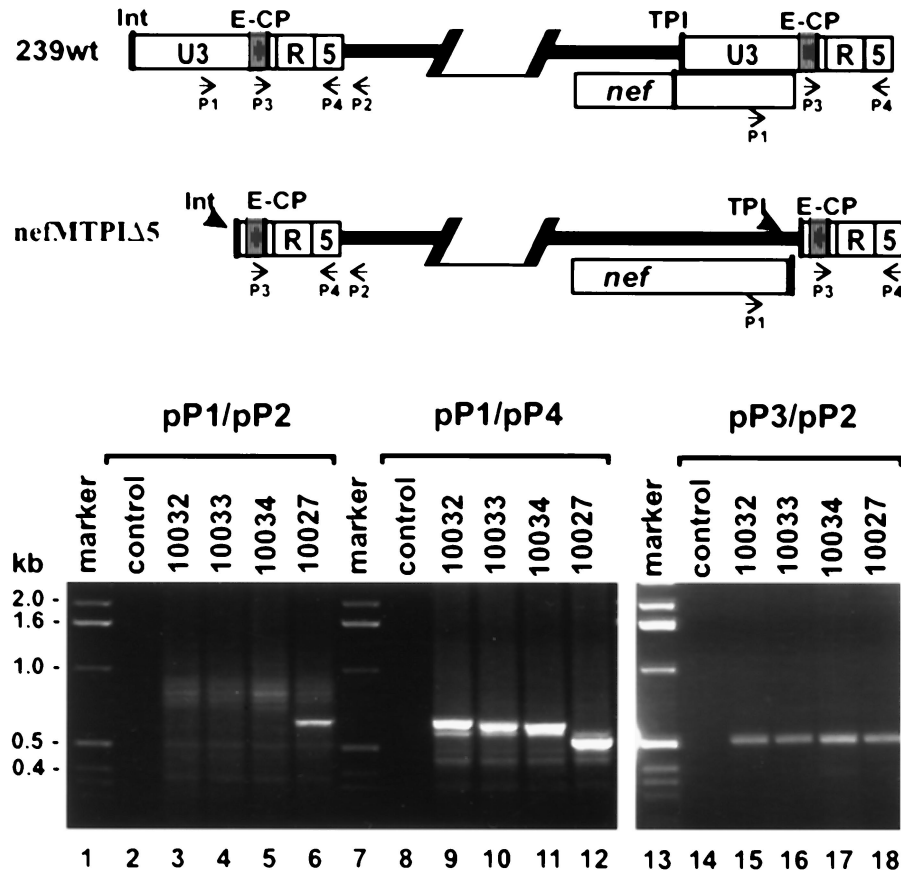 Int E-CP TPI E-CP
239wt U3 R 5 U3 R 5
P1 P3 P4 P2 nef P3 P4
P1
Int E-CP TPI E-CP
nefMTPIΔ5 R 5 R 5
P3 P4 P2 nef P3 P4
P1
pP1/pP2 pP1/pP4 pP3/pP2
kb marker control 10032 10033 10034 10027 marker control 10032 10033 10034 10027 marker control 10032 10033 10034 10027
2.0 -
1.6 -
1.0 -
0.5 -
0.4 -
1 2 3 4 5 6 7 8 9 10 11 12 13 14 15 16 17 18